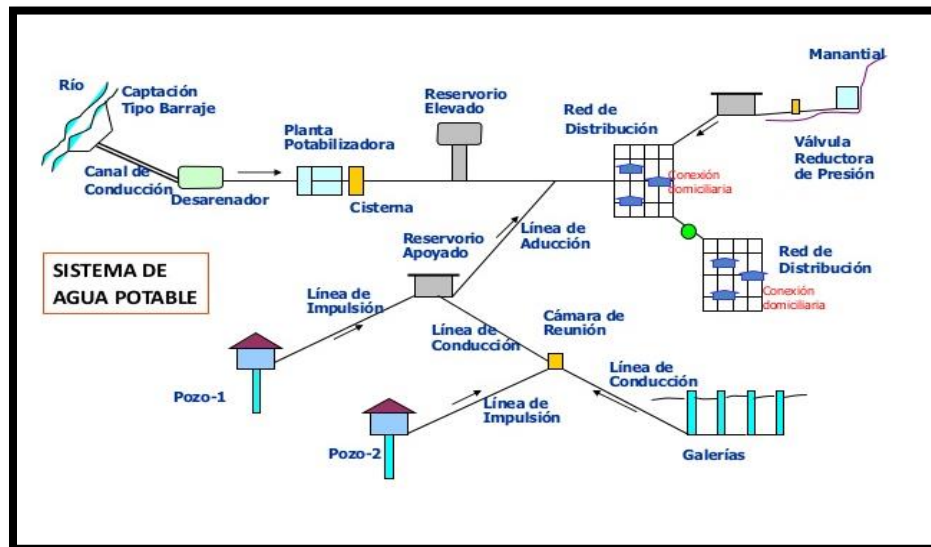 Río
Captación
Tipo Barraje
Canal de
Conducción
Desarenador
Planta
Potabilizadora
Cisterna
Reservorio
Elevado
Red de
Distribución
Conexión
domiciliaria
Manantial
Válvula
Reductora
de Presión
Red de
Distribución
Conexión
domiciliaria
Línea de
Aducción
Reservorio
Apoyado
SISTEMA DE
AGUA POTABLE
Línea de
Impulsión
Línea de
Conducción
Cámara de
Reunión
Línea de
Conducción
Pozo-1
Línea de
Impulsión
Pozo-2
Galerías